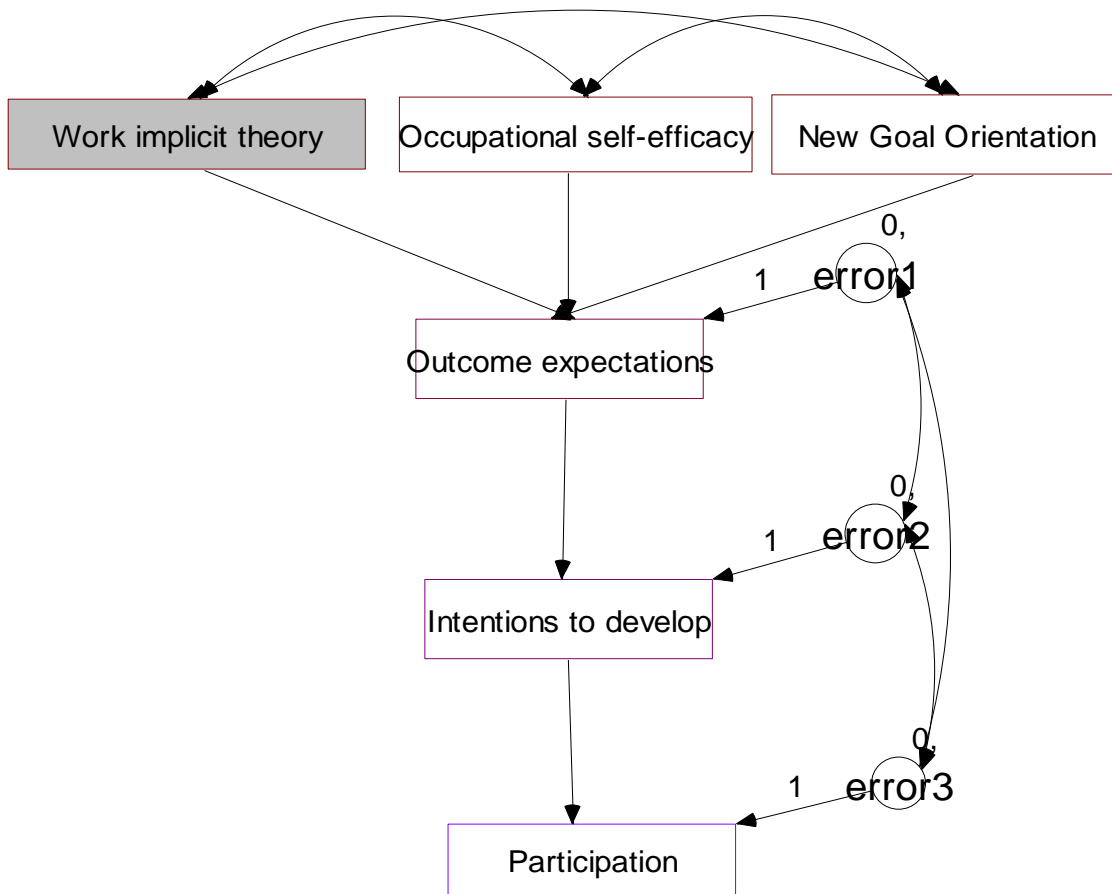 Work implicit theory
Occupational self-efficacy
New Goal Orientation
0,
error1
1
Outcome expectations
0,
error2
1
Intentions to develop
0,
error3
1
Participation